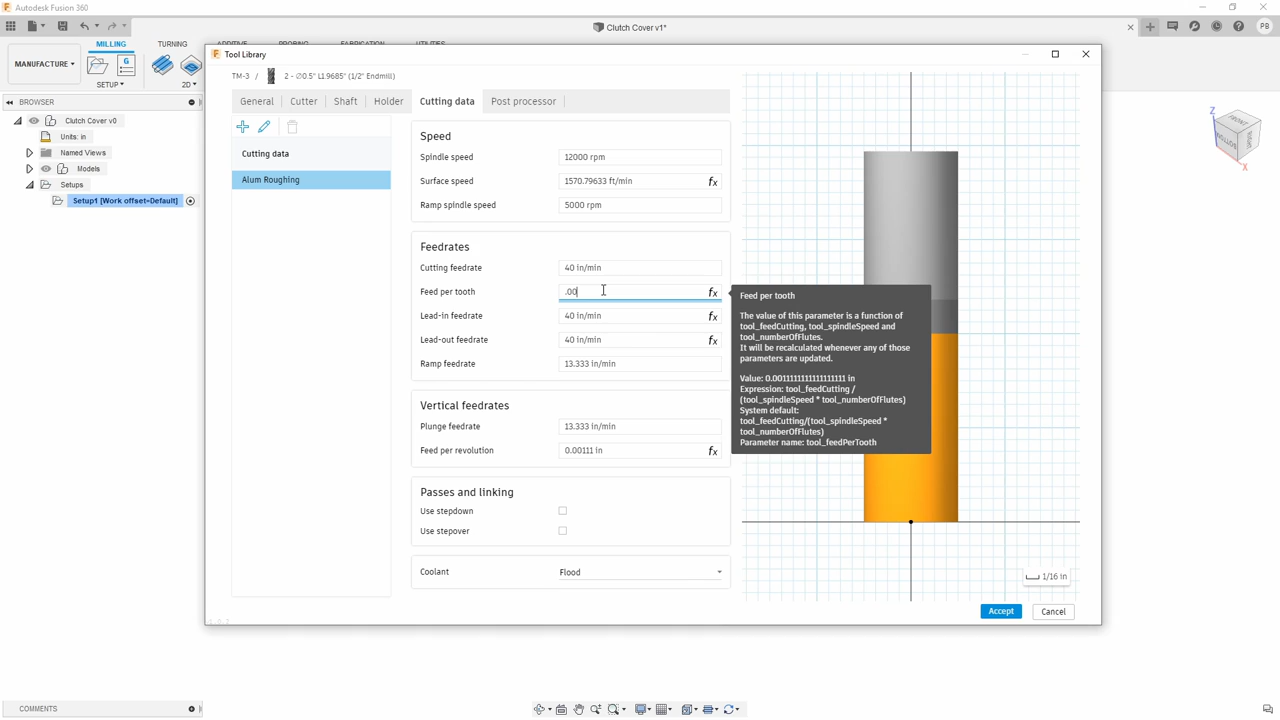 Autodesk Fusion 360
Clutch Cover v1*
PB
MILLING
TURNING
ADDITIVE
PROBING
FABRICATION
UTILITIES
MANUFACTURE
SETUP
2D
BROWSER
Clutch Cover v0
Units: in
Named Views
Models
Setups
Setup1 [Work offset=Default]
Tool Library
TM-3 /
2 - ∅0.5" L1.9685" (1/2" Endmill)
General
Cutter
Shaft
Holder
Cutting data
Post processor
Cutting data
Alum Roughing
Speed
Spindle speed 12000 rpm
Surface speed 1570.79633 ft/min fx
Ramp spindle speed 5000 rpm
Feedrates
Cutting feedrate 40 in/min
Feed per tooth .00 fx
Lead-in feedrate 40 in/min fx
Lead-out feedrate 40 in/min fx
Ramp feedrate 13.333 in/min
Vertical feedrates
Plunge feedrate 13.333 in/min
Feed per revolution 0.00111 in fx
Passes and linking
Use stepdown
Use stepover
Coolant Flood
Feed per tooth
The value of this parameter is a function of
tool_feedCutting, tool_spindleSpeed and
tool_numberOfFlutes.
It will be recalculated whenever any of those
parameters are updated.
Value: 0.0011111111111111111 in
Expression: tool_feedCutting /
(tool_spindleSpeed * tool_numberOfFlutes)
System default:
tool_feedCutting/(tool_spindleSpeed *
tool_numberOfFlutes)
Parameter name: tool_feedPerTooth
1/16 in
Accept
Cancel
Z
BOTTOM
X
COMMENTS